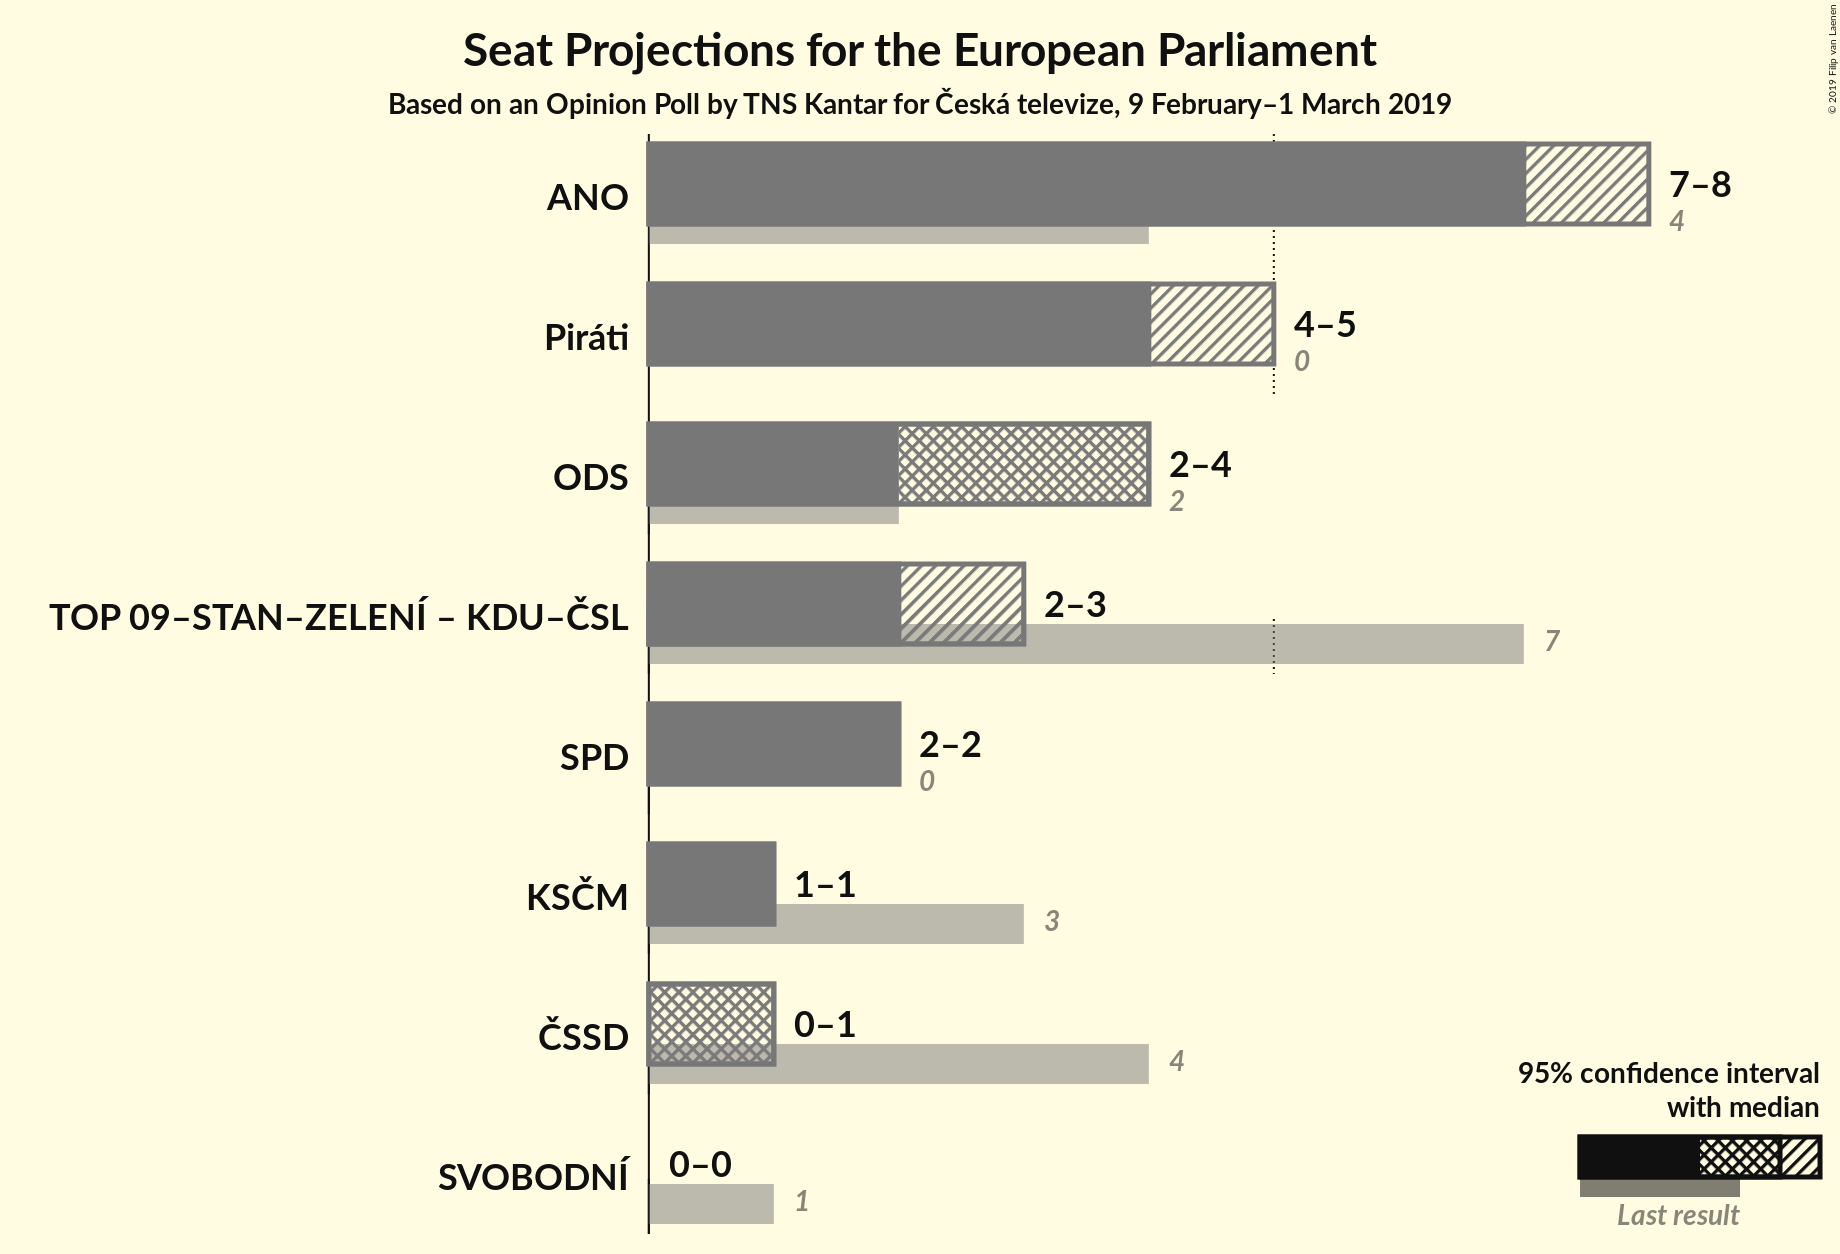 Seat Projections for the European Parliament
Based on an Opinion Poll by TNS Kantar for Česká televize, 9 February–1 March 2019
© 2019 Filip van Laenen
ANO
7–8
4
Piráti
4–5
0
ODS
2–4
2
TOP 09–STAN–ZELENÍ – KDU–ČSL
2–3
7
SPD
2–2
0
KSČM
1–1
3
ČSSD
0–1
4
SVOBODNÍ
0–0
1
95% confidence interval
with median
Last result